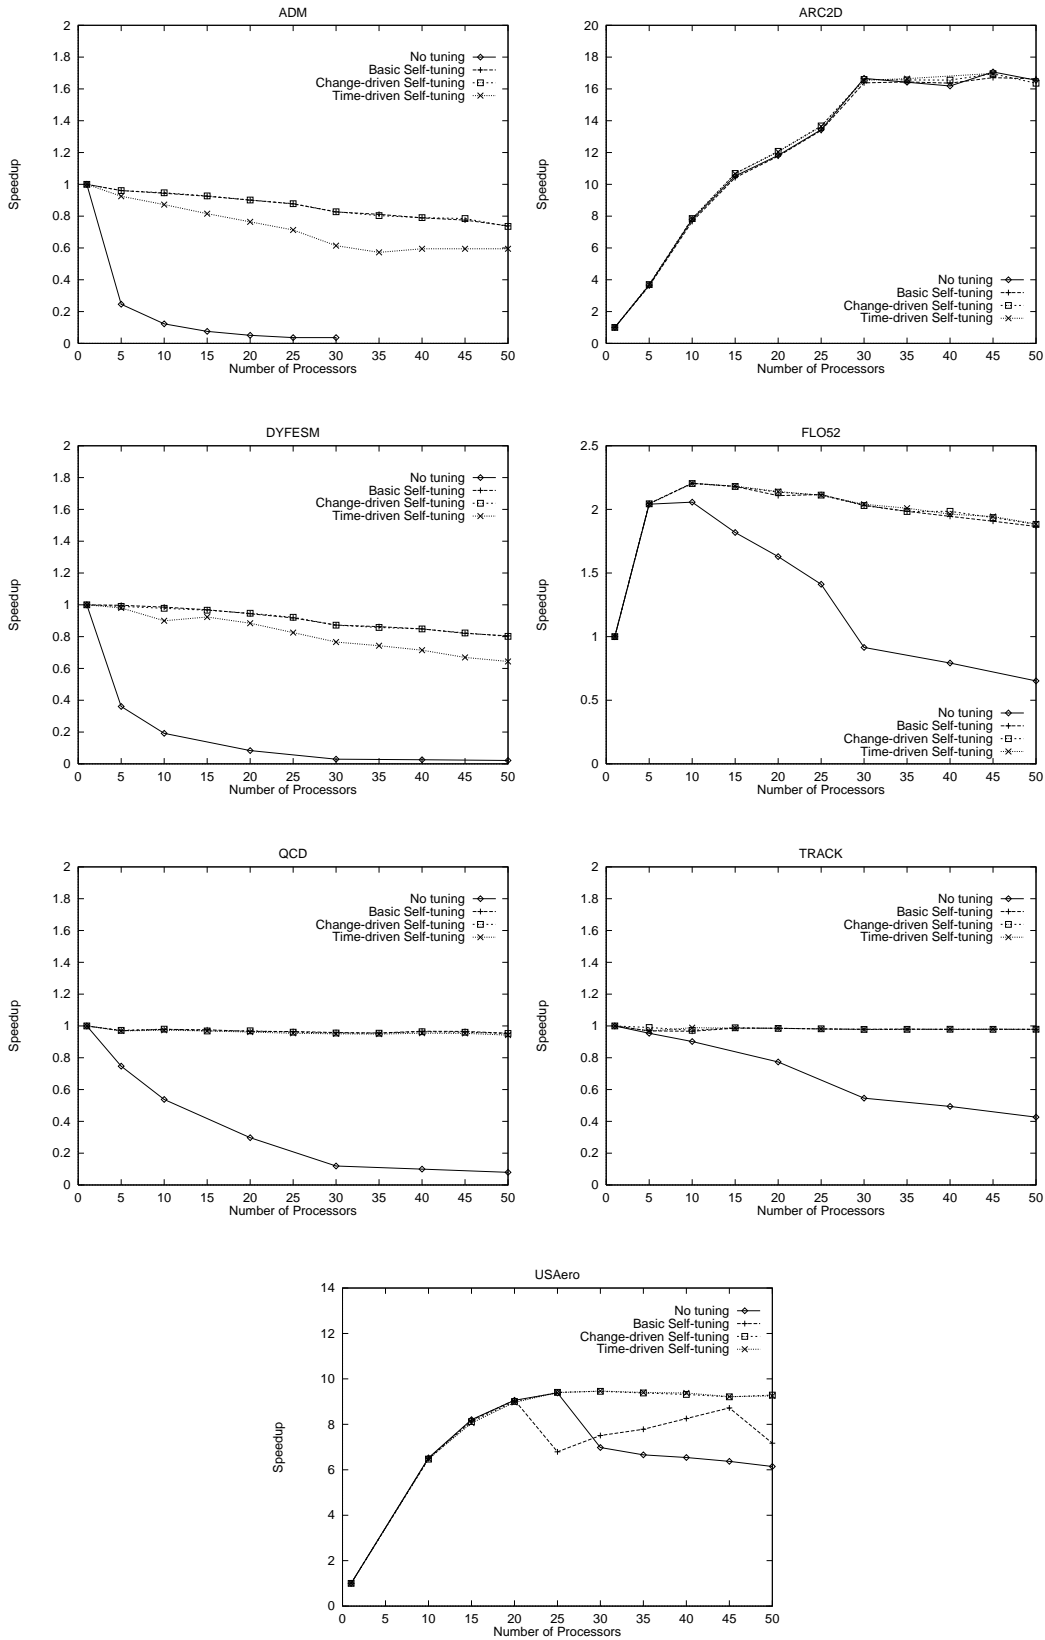 ADM
2
1.8
1.6
1.4
1.2
1
0.8
0.6
0.4
0.2
0
Speedup
No tuning
Basic Self-tuning
Change-driven Self-tuning
Time-driven Self-tuning
0 5 10 15 20 25 30 35 40 45 50
Number of Processors
ARC2D
20
18
16
14
12
10
8
6
4
2
0
Speedup
No tuning
Basic Self-tuning
Change-driven Self-tuning
Time-driven Self-tuning
0 5 10 15 20 25 30 35 40 45 50
Number of Processors
DYFESM
2
1.8
1.6
1.4
1.2
1
0.8
0.6
0.4
0.2
0
Speedup
No tuning
Basic Self-tuning
Change-driven Self-tuning
Time-driven Self-tuning
0 5 10 15 20 25 30 35 40 45 50
Number of Processors
FLO52
2.5
2
1.5
1
0.5
0
Speedup
No tuning
Basic Self-tuning
Change-driven Self-tuning
Time-driven Self-tuning
0 5 10 15 20 25 30 35 40 45 50
Number of Processors
QCD
2
1.8
1.6
1.4
1.2
1
0.8
0.6
0.4
0.2
0
Speedup
No tuning
Basic Self-tuning
Change-driven Self-tuning
Time-driven Self-tuning
0 5 10 15 20 25 30 35 40 45 50
Number of Processors
TRACK
2
1.8
1.6
1.4
1.2
1
0.8
0.6
0.4
0.2
0
Speedup
No tuning
Basic Self-tuning
Change-driven Self-tuning
Time-driven Self-tuning
0 5 10 15 20 25 30 35 40 45 50
Number of Processors
USAero
14
12
10
8
6
4
2
0
Speedup
No tuning
Basic Self-tuning
Change-driven Self-tuning
Time-driven Self-tuning
0 5 10 15 20 25 30 35 40 45 50
Number of Processors